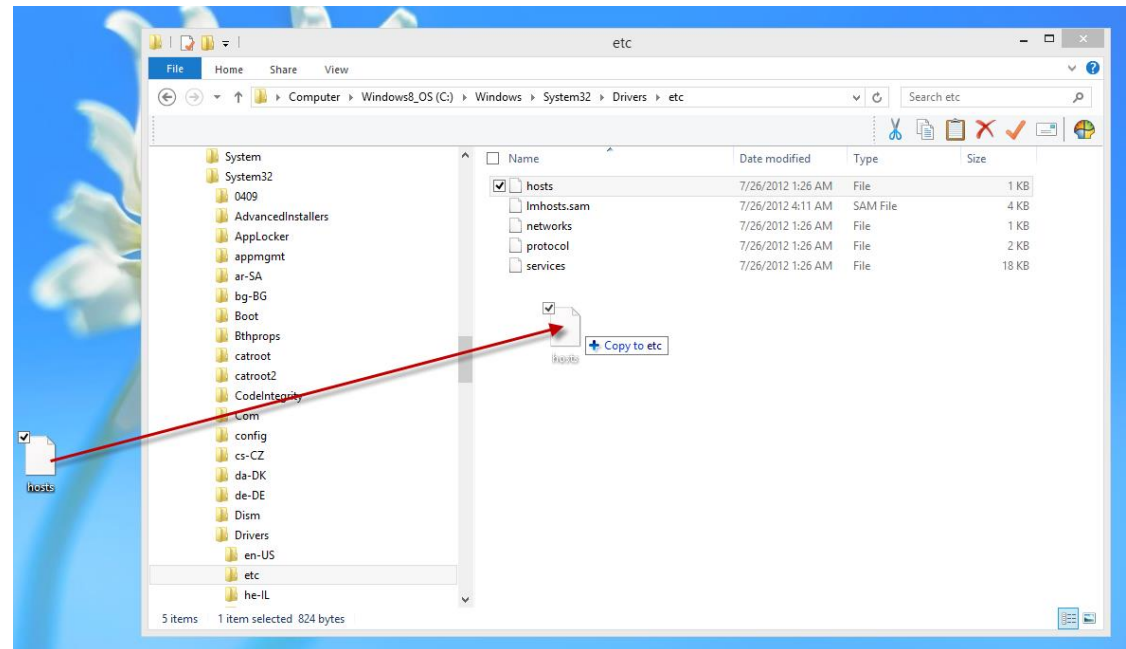 etc
File Home Share View
Computer Windows8_OS (C:) Windows System32 Drivers etc Search etc
Name Date modified Type Size
System
System32
0409
AdvancedInstallers
AppLocker
appmgmt
ar-SA
bg-BG
Boot
Bthprops
catroot
catroot2
CodeIntegrity
Com
config
cs-CZ
da-DK
de-DE
Dism
Drivers
en-US
etc
he-IL
hosts 7/26/2012 1:26 AM File 1 KB
lmhosts.sam 7/26/2012 4:11 AM SAM File 4 KB
networks 7/26/2012 1:26 AM File 1 KB
protocol 7/26/2012 1:26 AM File 2 KB
services 7/26/2012 1:26 AM File 18 KB
Copy to etc
hosts
hosts
5 items 1 item selected 824 bytes